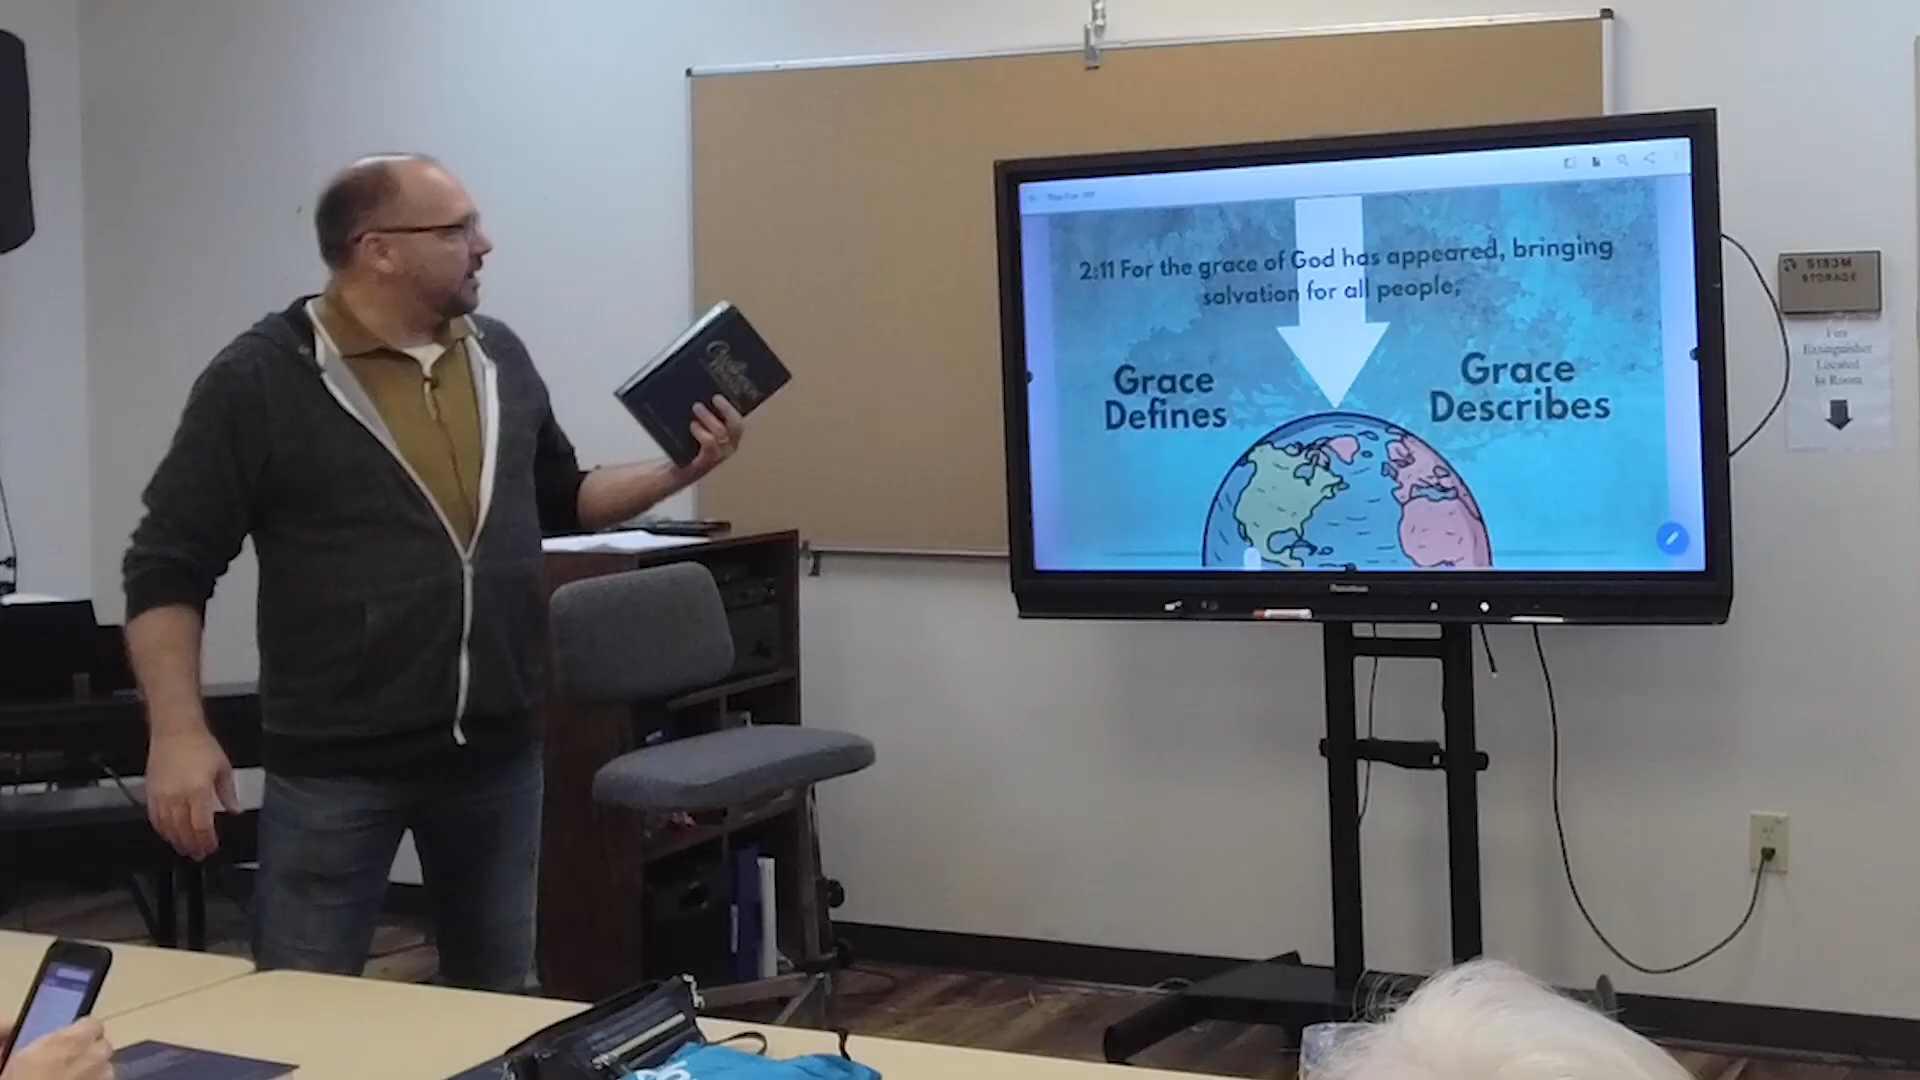 2:11 For the grace of God has appeared, bringing
salvation for all people,
Grace
Defines
Grace
Describes
S183M
STORAGE
Fire
Extinguisher
Located
In Room